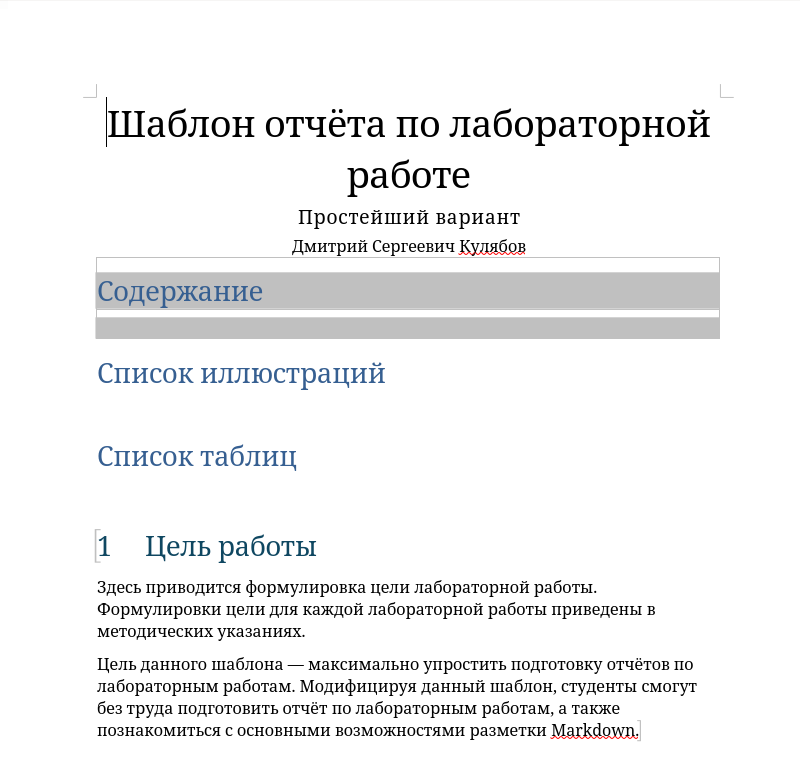 Шаблон отчёта по лабораторной
работе
Простейший вариант
Дмитрий Сергеевич Кулябов
Содержание
Список иллюстраций
Список таблиц
1 Цель работы
Здесь приводится формулировка цели лабораторной работы.
Формулировки цели для каждой лабораторной работы приведены в
методических указаниях.
Цель данного шаблона — максимально упростить подготовку отчётов по
лабораторным работам. Модифицируя данный шаблон, студенты смогут
без труда подготовить отчёт по лабораторным работам, а также
познакомиться с основными возможностями разметки Markdown.